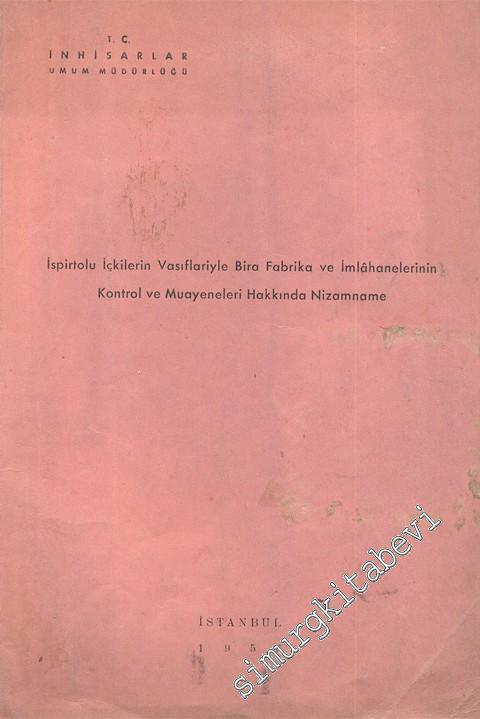 T. C.
İNHİSARLAR
UMUM MÜDÜRLÜĞÜ
İspirtolu İçkilerin Vasıflariyle Bira Fabrika ve İmlâhanelerinin
Kontrol ve Muayeneleri Hakkında Nizamname
İSTANBUL
simurgkitabevi